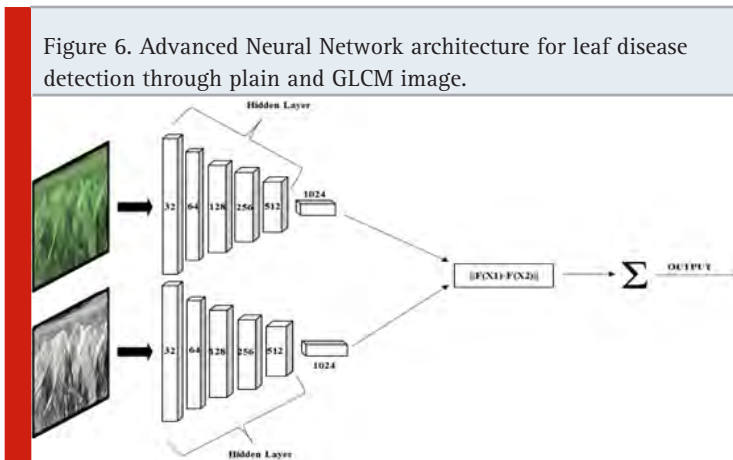 Figure 6. Advanced Neural Network architecture for leaf disease
detection through plain and GLCM image.
Hidden Layer
32 64 128 256 512 1024
||F(X1)-F(X2)||
Σ
OUTPUT
32 64 128 256 512
1024
Hidden Layer